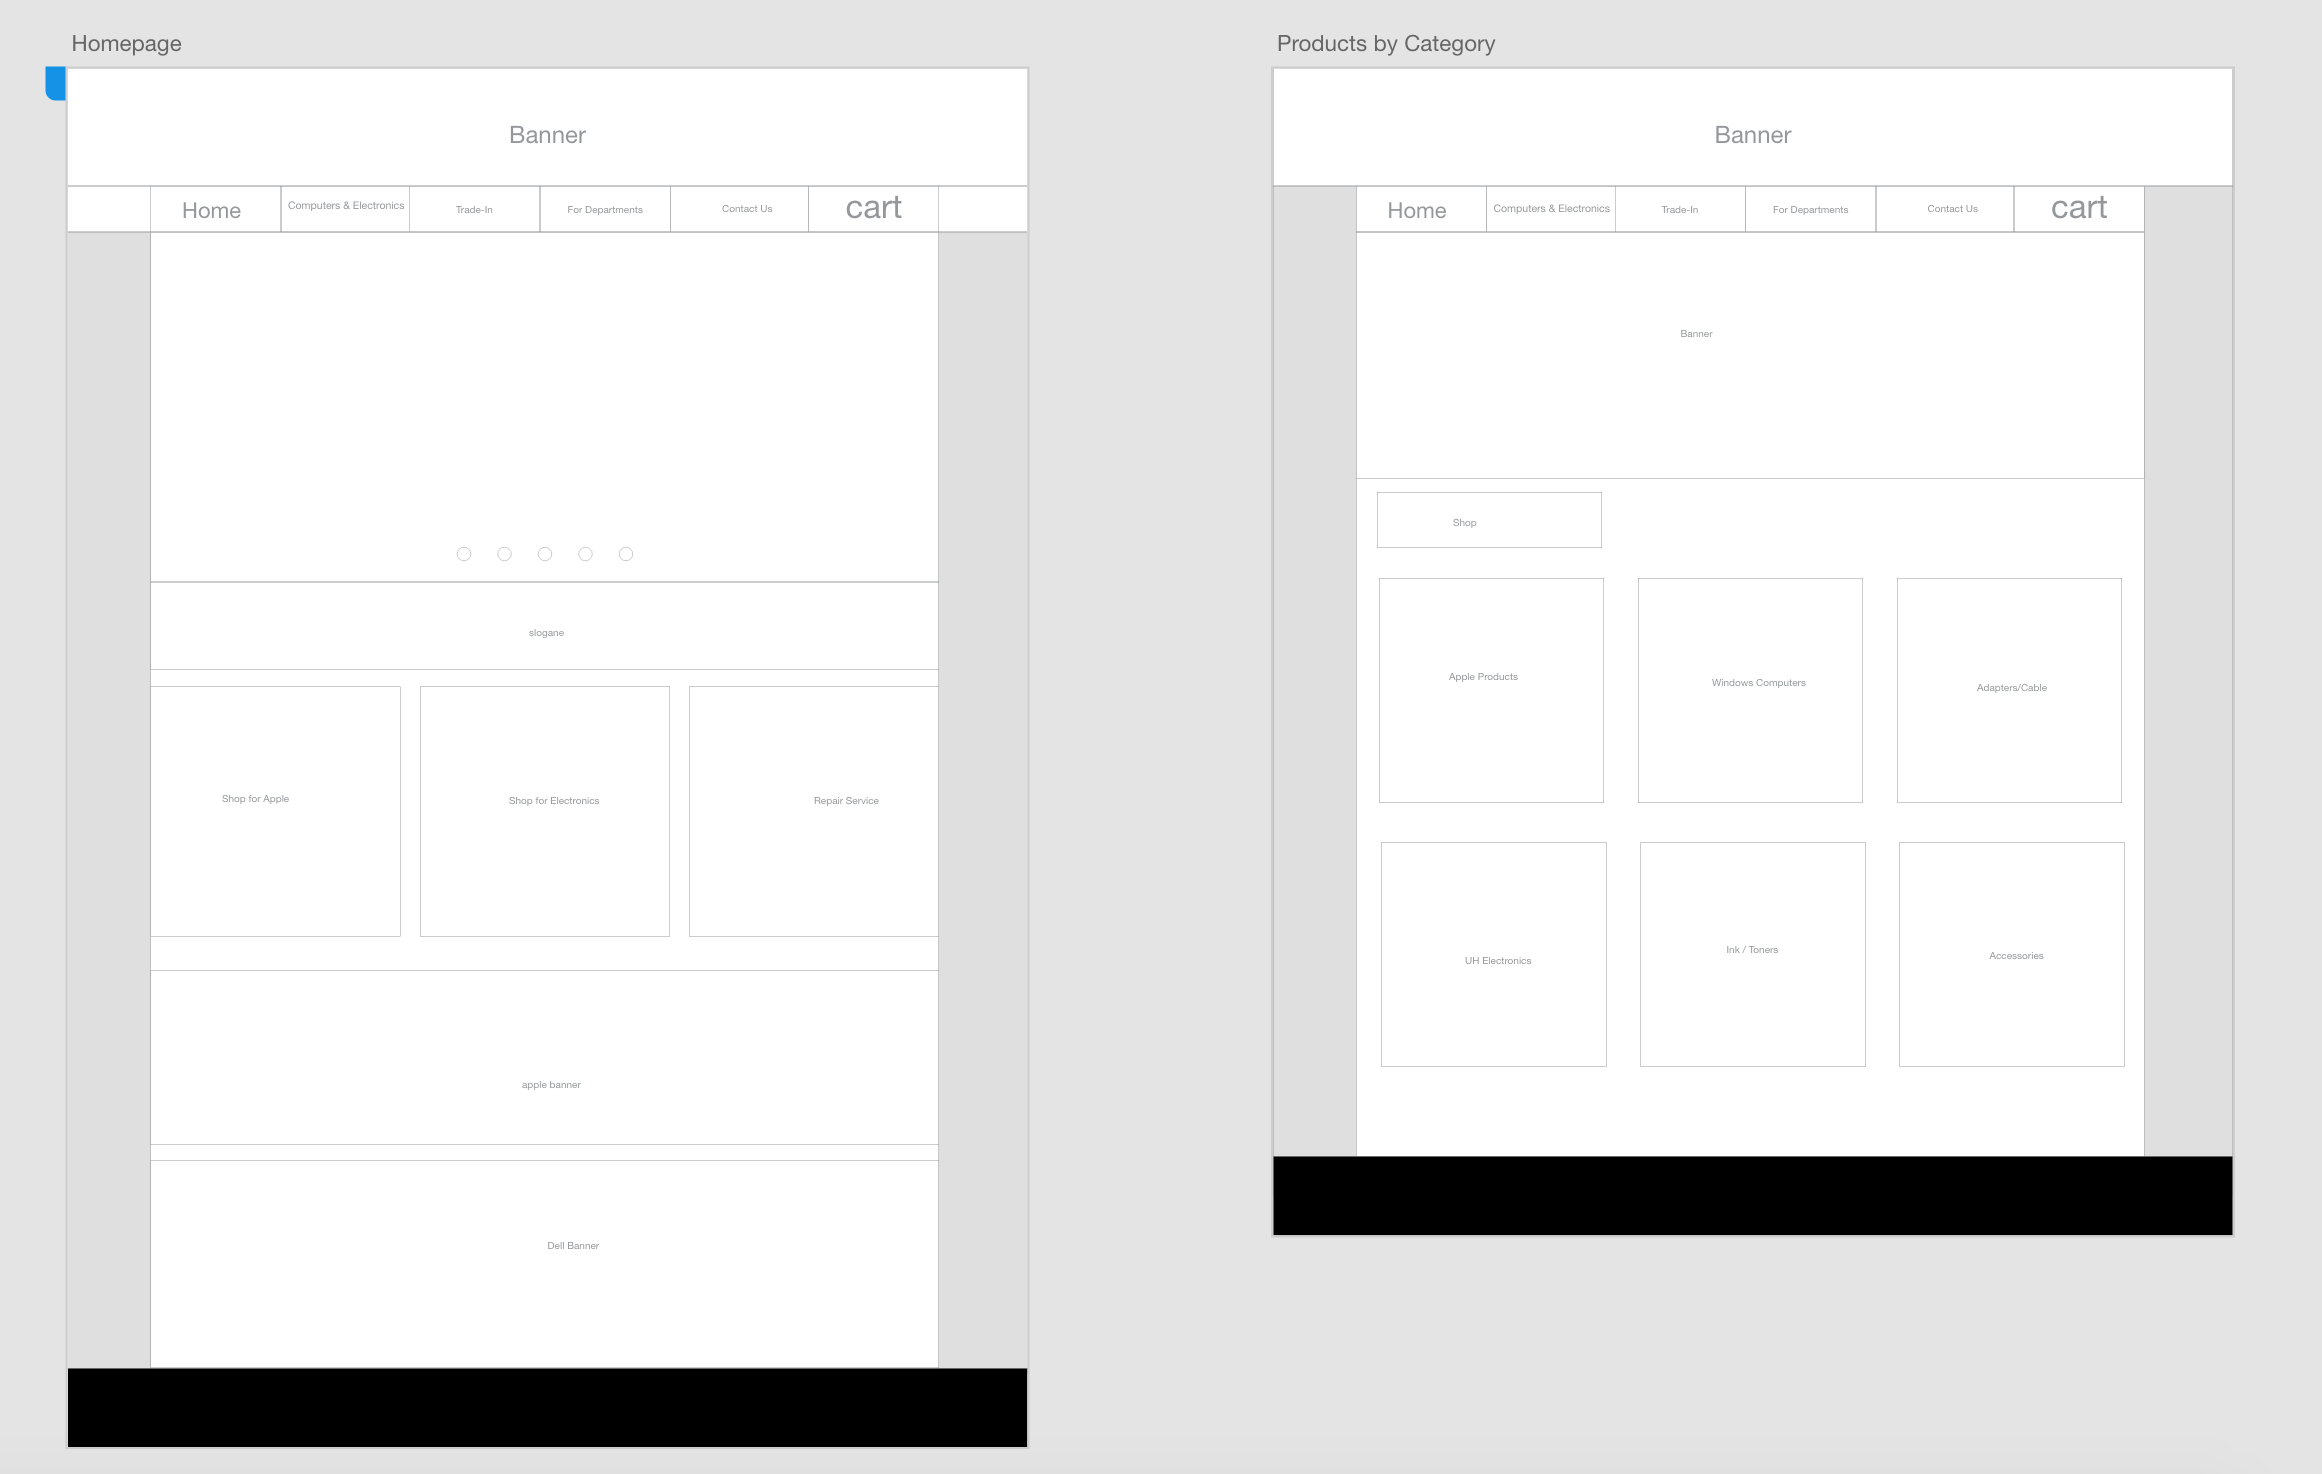 Homepage
Banner
Home
Computers & Electronics
Trade-In
For Departments
Contact Us
cart
slogane
Shop for Apple
Shop for Electronics
Repair Service
apple banner
Dell Banner
Products by Category
Banner
Home
Computers & Electronics
Trade-In
For Departments
Contact Us
cart
Banner
Shop
Apple Products
Windows Computers
Adapters/Cable
UH Electronics
Ink / Toners
Accessories